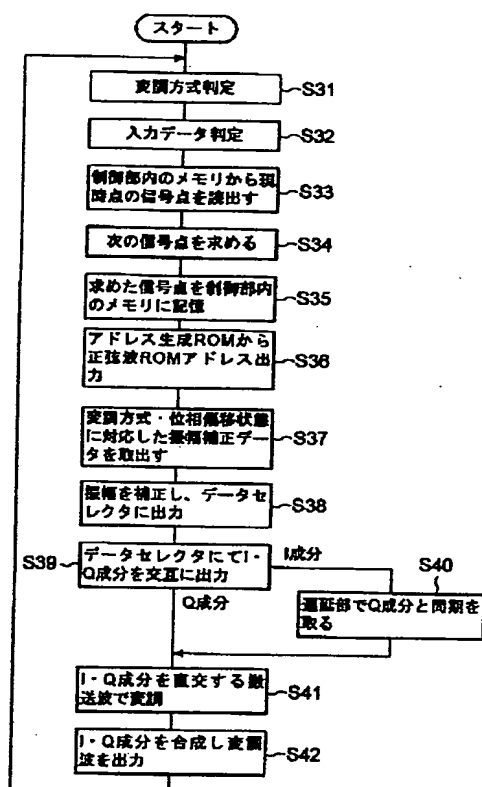 スタート
変調方式判定
S31
入力データ判定
S32
制御部内のメモリから現
時点の信号点を読出す
S33
次の信号点を求める
S34
求めた信号点を制御部内
のメモリに記憶
S35
アドレス生成ROMから
正弦波ROMアドレス出
力
S36
変調方式・位相偏移状態
に対応した振幅補正デー
タを取出す
S37
振幅を補正し、データセ
レクタに出力
S38
S39
データセレクタにてI・
Q成分を交互に出力
I成分
Q成分
S40
遅延部でQ成分と同期を
取る
I・Q成分を直交する搬
送波で変調
S41
I・Q成分を合成し変調
波を出力
S42